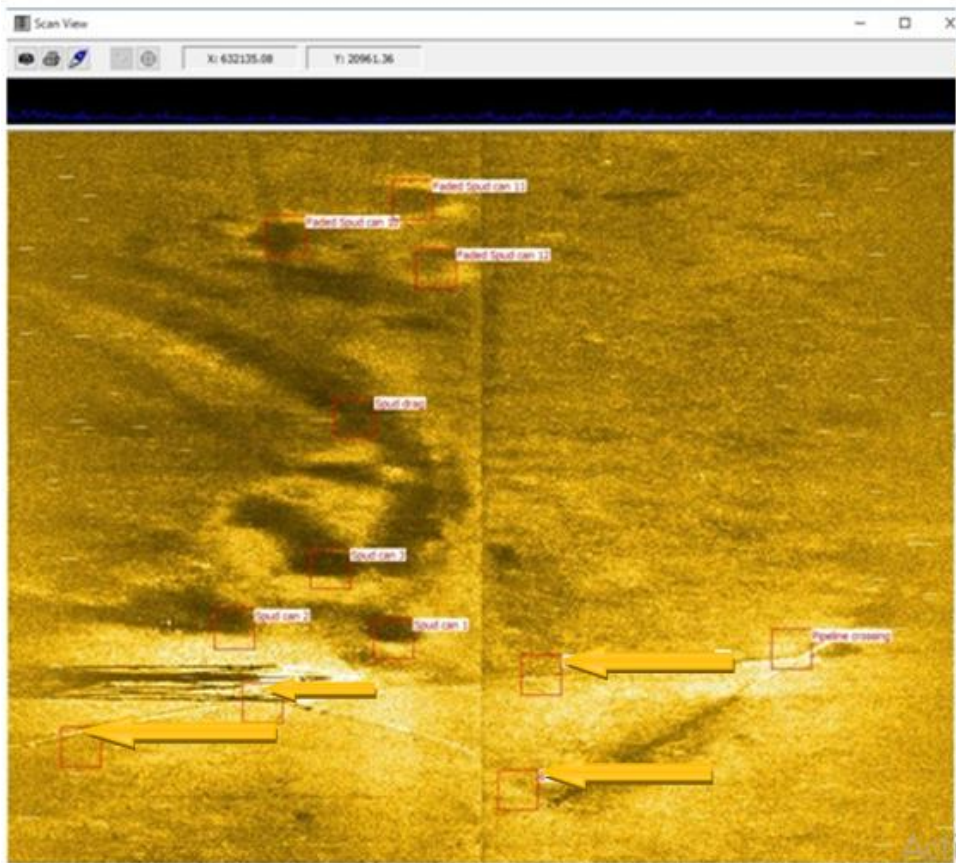 Scan View
X: 632135.08
Y: 20961.36
Faded Spud can 11
Faded Spud can 10
Faded Spud can 12
Spud drag
Spud can 3
Spud can 2
Spud can 1
Pipeline crossing